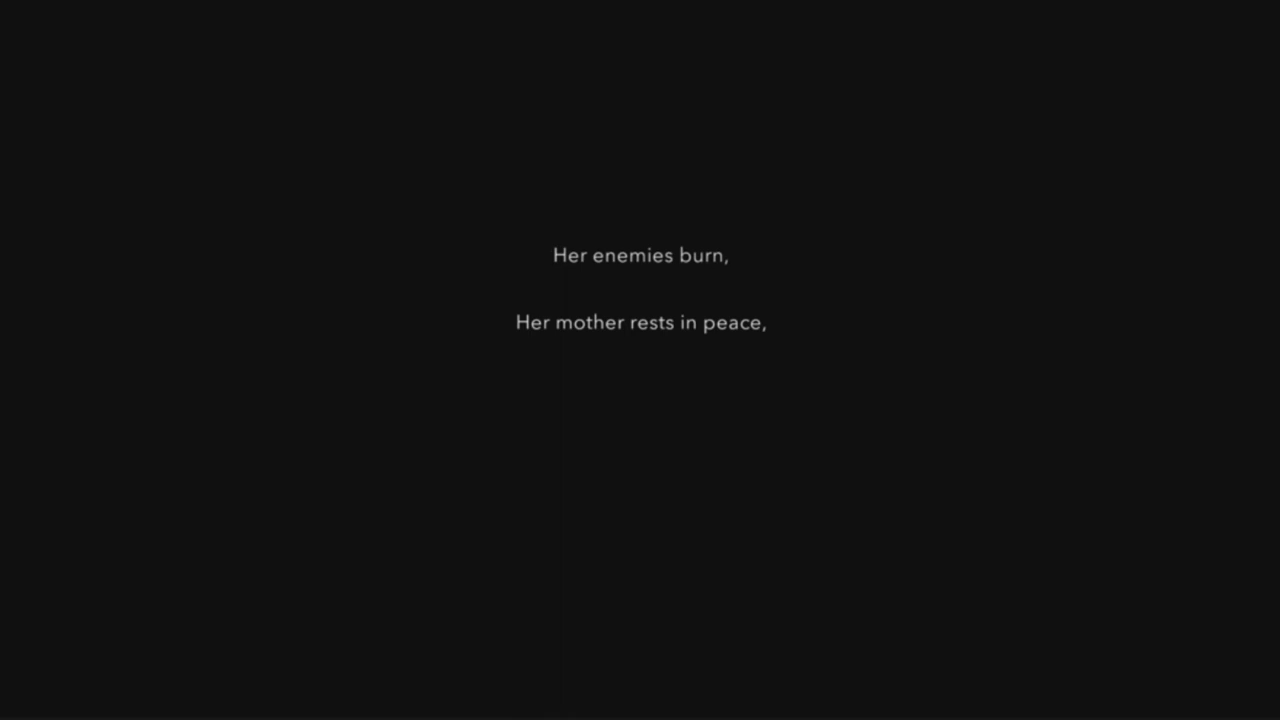 Her enemies burn,
Her mother rests in peace,